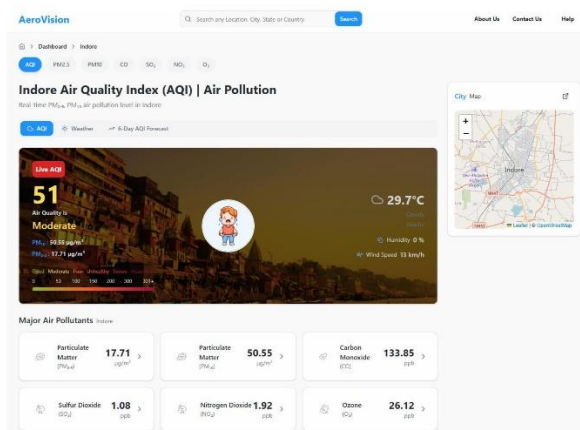 AeroVision
Search any Location, City, State or Country
Search
About Us Contact Us Help
> Dashboard > Indore
AQI PM2.5 PM10 CO SO₂ NO₂ O₃
Indore Air Quality Index (AQI) | Air Pollution
Real-time PM₂.₅, PM₁₀ air pollution level in Indore
AQI Weather 6-Day AQI Forecast
City Map
+
−
Indore
Leaflet | © OpenStreetMap
Live AQI
51
Air Quality is
Moderate
PM₁₀ : 50.55 µg/m³
PM₂.₅ : 17.71 µg/m³
Good Moderate Poor Unhealthy Severe
0 50 100 150 200 300 301+
29.7°C
Humidity 0 %
Wind Speed 13 km/h
Major Air Pollutants Indore
Particulate Matter (PM₂.₅) 17.71 µg/m³ >
Particulate Matter (PM₁₀) 50.55 µg/m³ >
Carbon Monoxide (CO) 133.85 ppb >
Sulfur Dioxide (SO₂) 1.08 ppb >
Nitrogen Dioxide (NO₂) 1.92 ppb >
Ozone (O₃) 26.12 ppb >